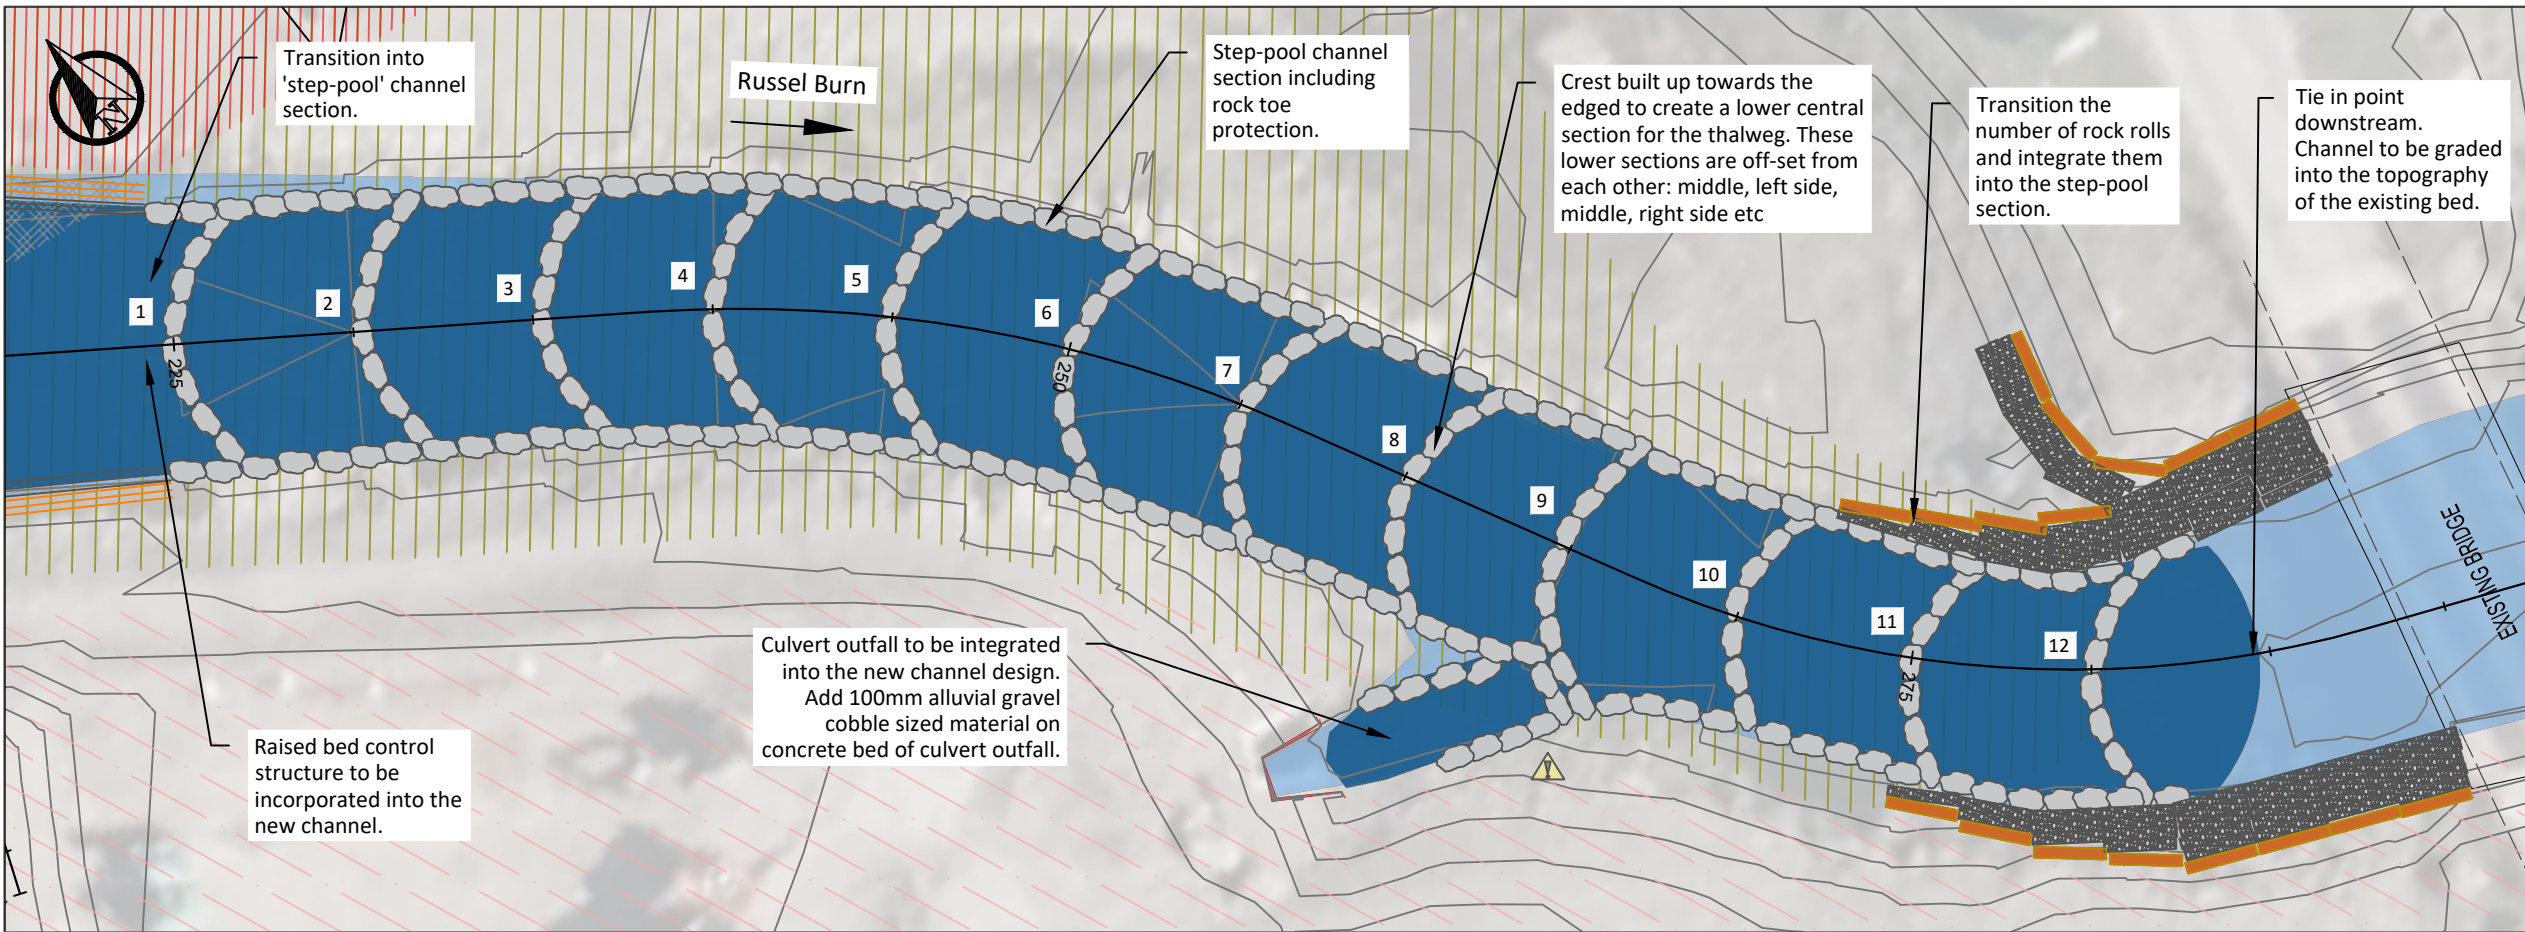 Transition into
'step-pool' channel
section.
Russel Burn
Step-pool channel
section including
rock toe
protection.
Crest built up towards the
edged to create a lower central
section for the thalweg. These
lower sections are off-set from
each other: middle, left side,
middle, right side etc
Transition the
number of rock rolls
and integrate them
into the step-pool
section.
Tie in point
downstream.
Channel to be graded
into the topography
of the existing bed.
N
1
2
3
4
5
6
7
8
9
10
11
12
225
250
275
EXISTING BRIDGE
Culvert outfall to be integrated
into the new channel design.
Add 100mm alluvial gravel
cobble sized material on
concrete bed of culvert outfall.
Raised bed control
structure to be
incorporated into the
new channel.
!